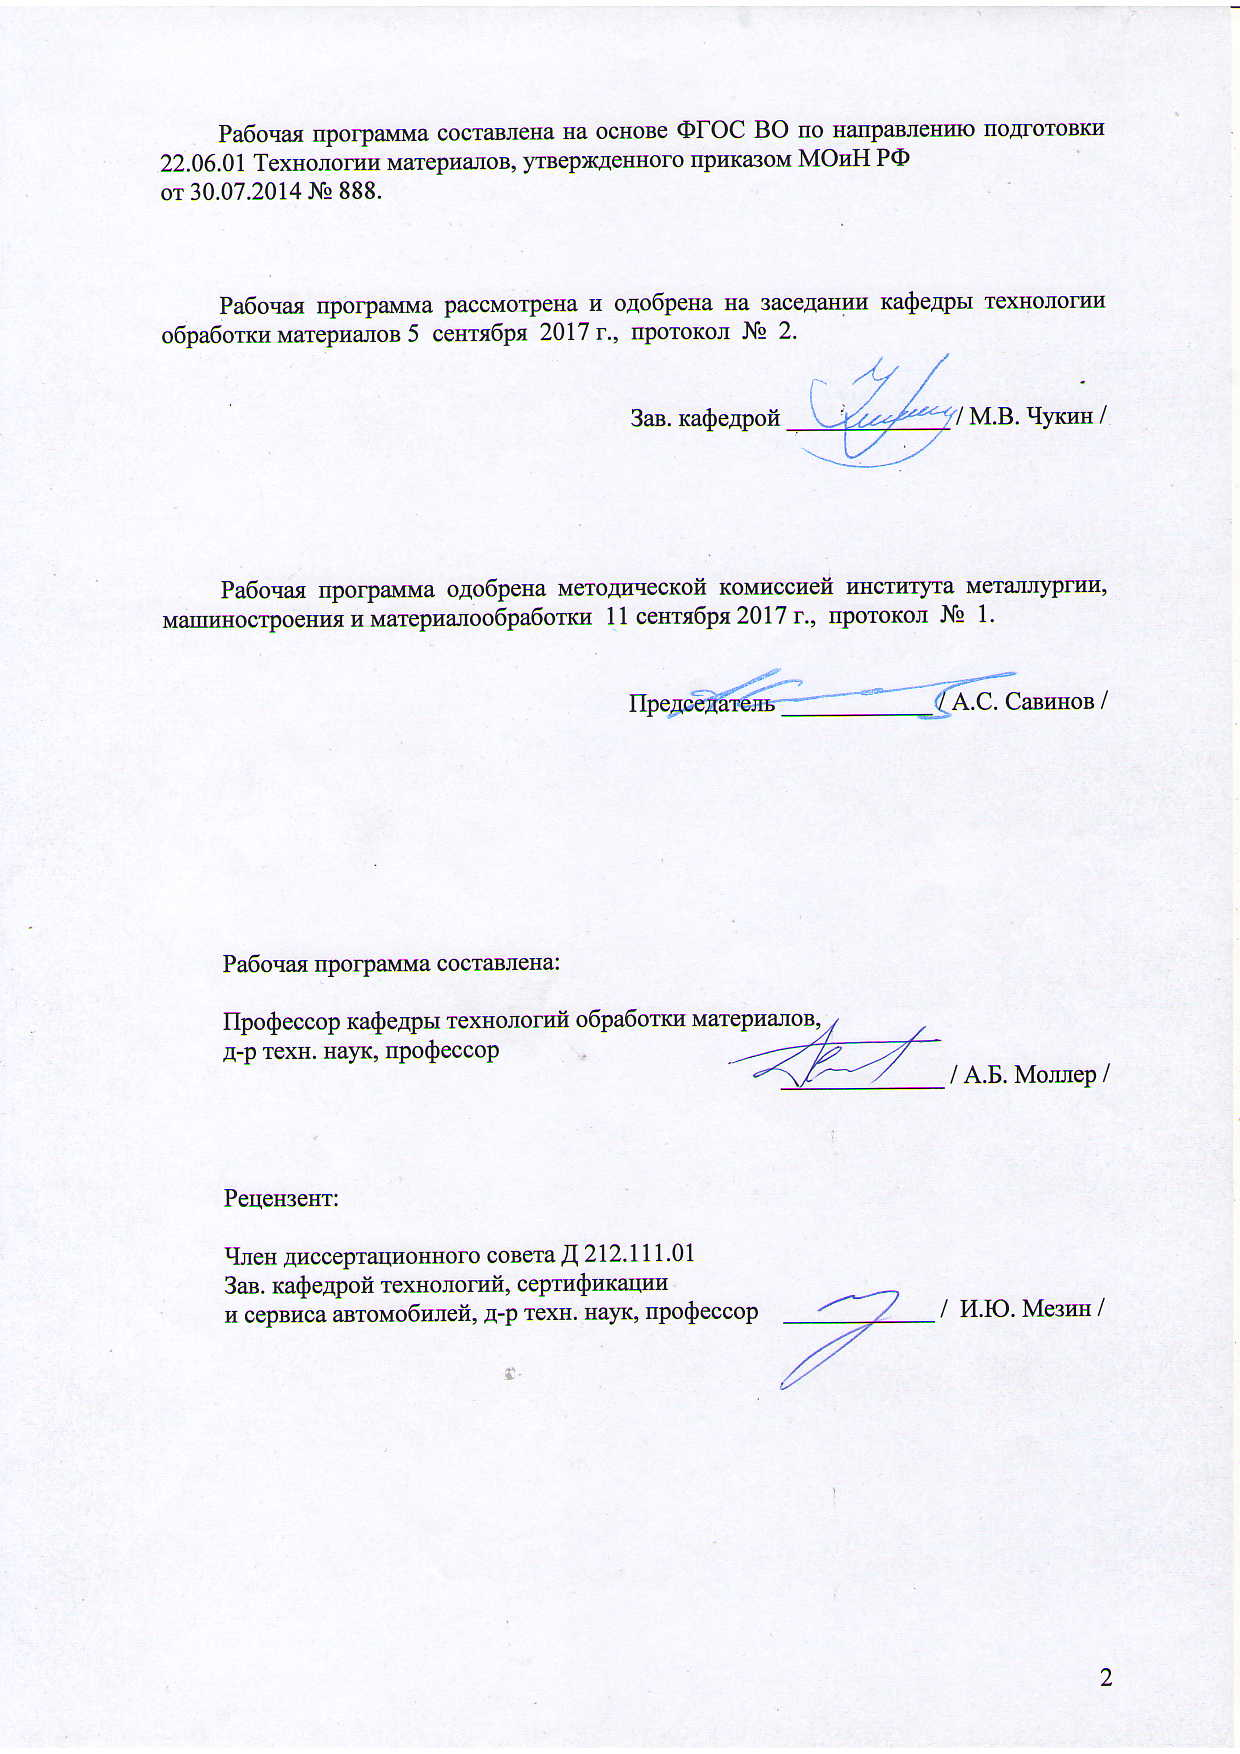 Рабочая программа составлена на основе ФГОС ВО по направлению подготовки
22.06.01 Технологии материалов, утвержденного приказом МОиН РФ
от 30.07.2014 № 888.
Рабочая программа рассмотрена и одобрена на заседании кафедры технологии
обработки материалов 5 сентября 2017 г., протокол № 2.
Зав. кафедрой _____________ / М.В. Чукин /
Рабочая программа одобрена методической комиссией института металлургии,
машиностроения и материалообработки 11 сентября 2017 г., протокол № 1.
Председатель ____________ / А.С. Савинов /
Рабочая программа составлена:
Профессор кафедры технологий обработки материалов,
д-р техн. наук, профессор
_____________ / А.Б. Моллер /
Рецензент:
Член диссертационного совета Д 212.111.01
Зав. кафедрой технологий, сертификации
и сервиса автомобилей, д-р техн. наук, профессор ____________ / И.Ю. Мезин /
2